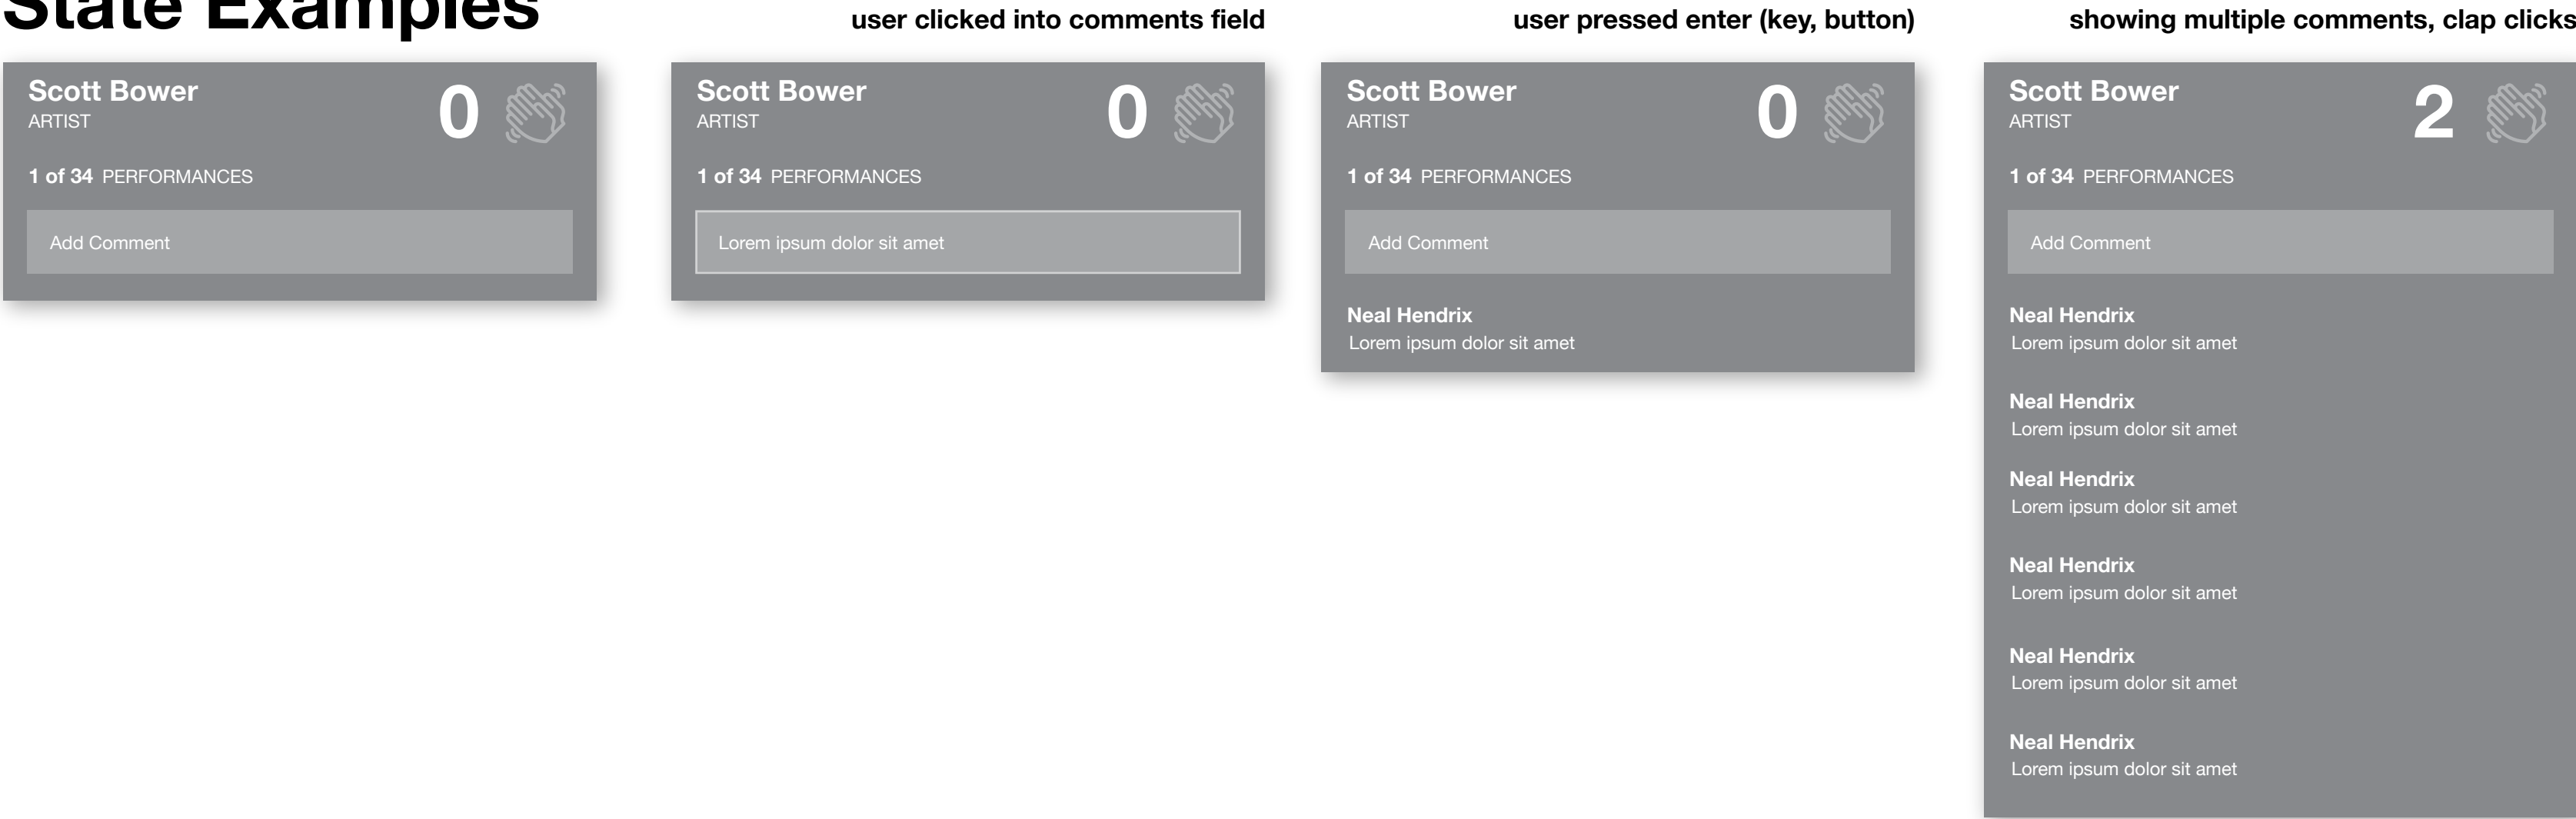 State Examples
user clicked into comments field
user pressed enter (key, button)
showing multiple comments, clap clicks
Scott Bower
ARTIST
0
1 of 34 PERFORMANCES
Add Comment
Scott Bower
ARTIST
0
1 of 34 PERFORMANCES
Lorem ipsum dolor sit amet
Scott Bower
ARTIST
0
1 of 34 PERFORMANCES
Add Comment
Neal Hendrix
Lorem ipsum dolor sit amet
Scott Bower
ARTIST
2
1 of 34 PERFORMANCES
Add Comment
Neal Hendrix
Lorem ipsum dolor sit amet
Neal Hendrix
Lorem ipsum dolor sit amet
Neal Hendrix
Lorem ipsum dolor sit amet
Neal Hendrix
Lorem ipsum dolor sit amet
Neal Hendrix
Lorem ipsum dolor sit amet
Neal Hendrix
Lorem ipsum dolor sit amet